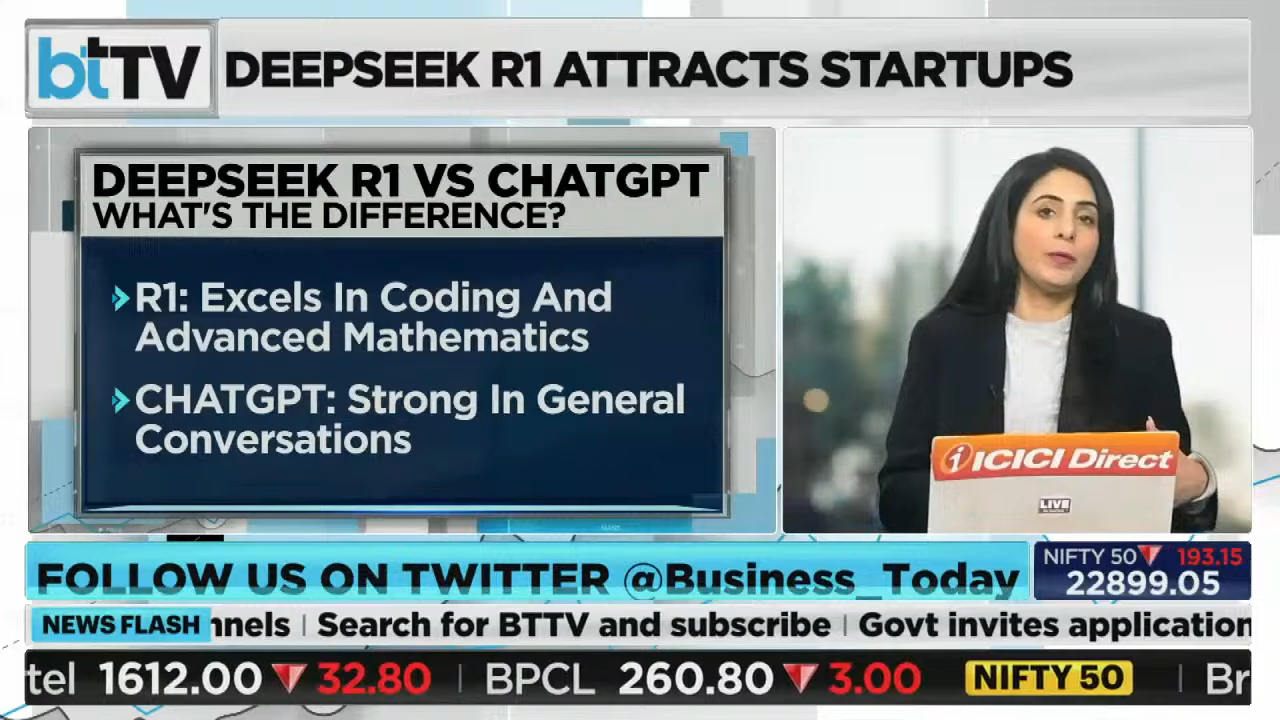 btTV
DEEPSEEK R1 ATTRACTS STARTUPS
DEEPSEEK R1 VS CHATGPT
WHAT'S THE DIFFERENCE?
R1: Excels In Coding And
Advanced Mathematics
CHATGPT: Strong In General
Conversations
ICICI Direct
LIVE
FOLLOW US ON TWITTER @Business_Today
NIFTY 50 193.15
22899.05
NEWS FLASH nnels | Search for BTTV and subscribe | Govt invites application
tel 1612.00 32.80 | BPCL 260.80 3.00 NIFTY 50 | Br